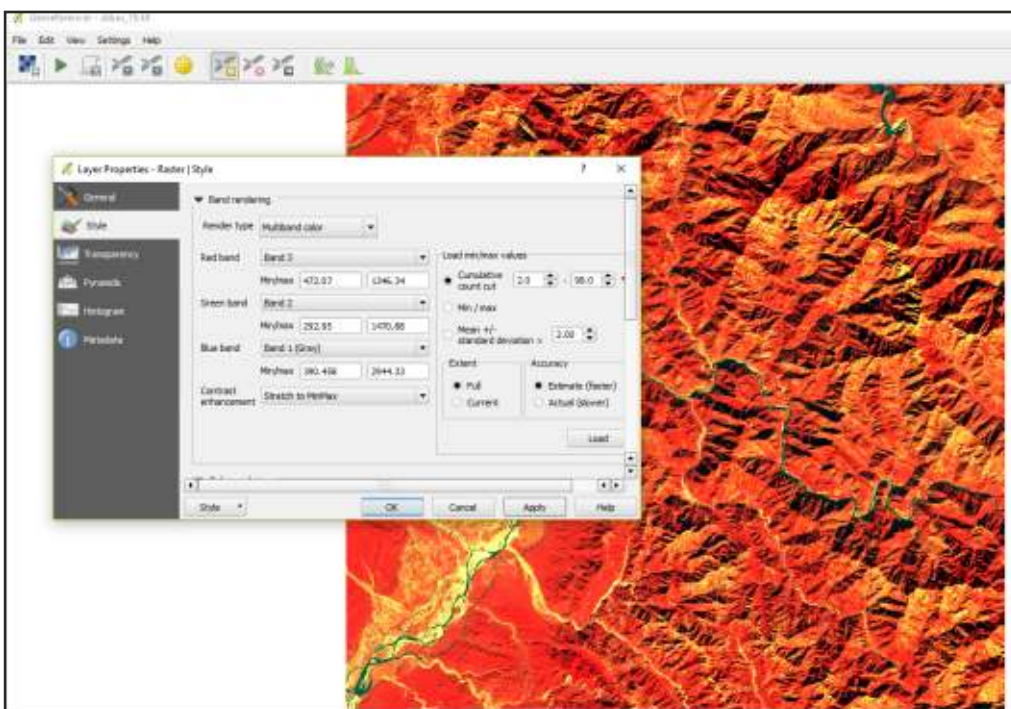 File Edit View Settings Help
Layer Properties - Raster | Style ? ×
General
Style
Transparency
Pyramids
Histogram
Metadata
Band rendering
Render type Multiband color
Red band Band 3
Min/max 1346.34
Green band Band 2
Min/max 292.95 1470.88
Blue band Band 1 (Gray)
Min/max 2944.33
Contrast
enhancement Stretch to MinMax
Load min/max values
Cumulative
count cut 2.0 - 98.0
Min / max
Mean +/-
standard deviation × 2.00
Extent
Full
Current
Accuracy
Estimate (faster)
Actual (slower)
Load
Style OK Cancel Apply Help